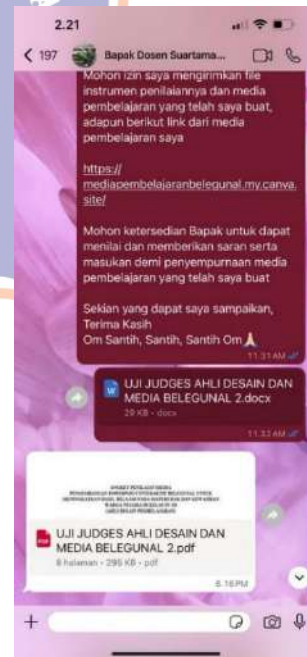 2.21
197
Bapak Dosen Suartama...
Mohon izin saya mengirimkan file
instrumen penilaiannya dan media
pembelajaran yang telah saya buat,
adapun berikut link dari media
pembelajaran saya
https://
mediapembelajaranbelegunal.my.canva.
site/
Mohon ketersedian Bapak untuk dapat
menilai dan memberikan saran serta
masukan demi penyempurnaan media
pembelajaran yang telah saya buat
Sekian yang dapat saya sampaikan,
Terima Kasih
Om Santih, Santih, Santih Om🙏
11.31 AM
UJI JUDGES AHLI DESAIN DAN
MEDIA BELEGUNAL 2.docx
29 KB • docx
11.33 AM
ANGKET PENILAIAN MEDIA
UJI JUDGES AHLI DESAIN DAN
MEDIA BELEGUNAL 2.pdf
8 halaman • 295 KB • pdf
6.16 PM